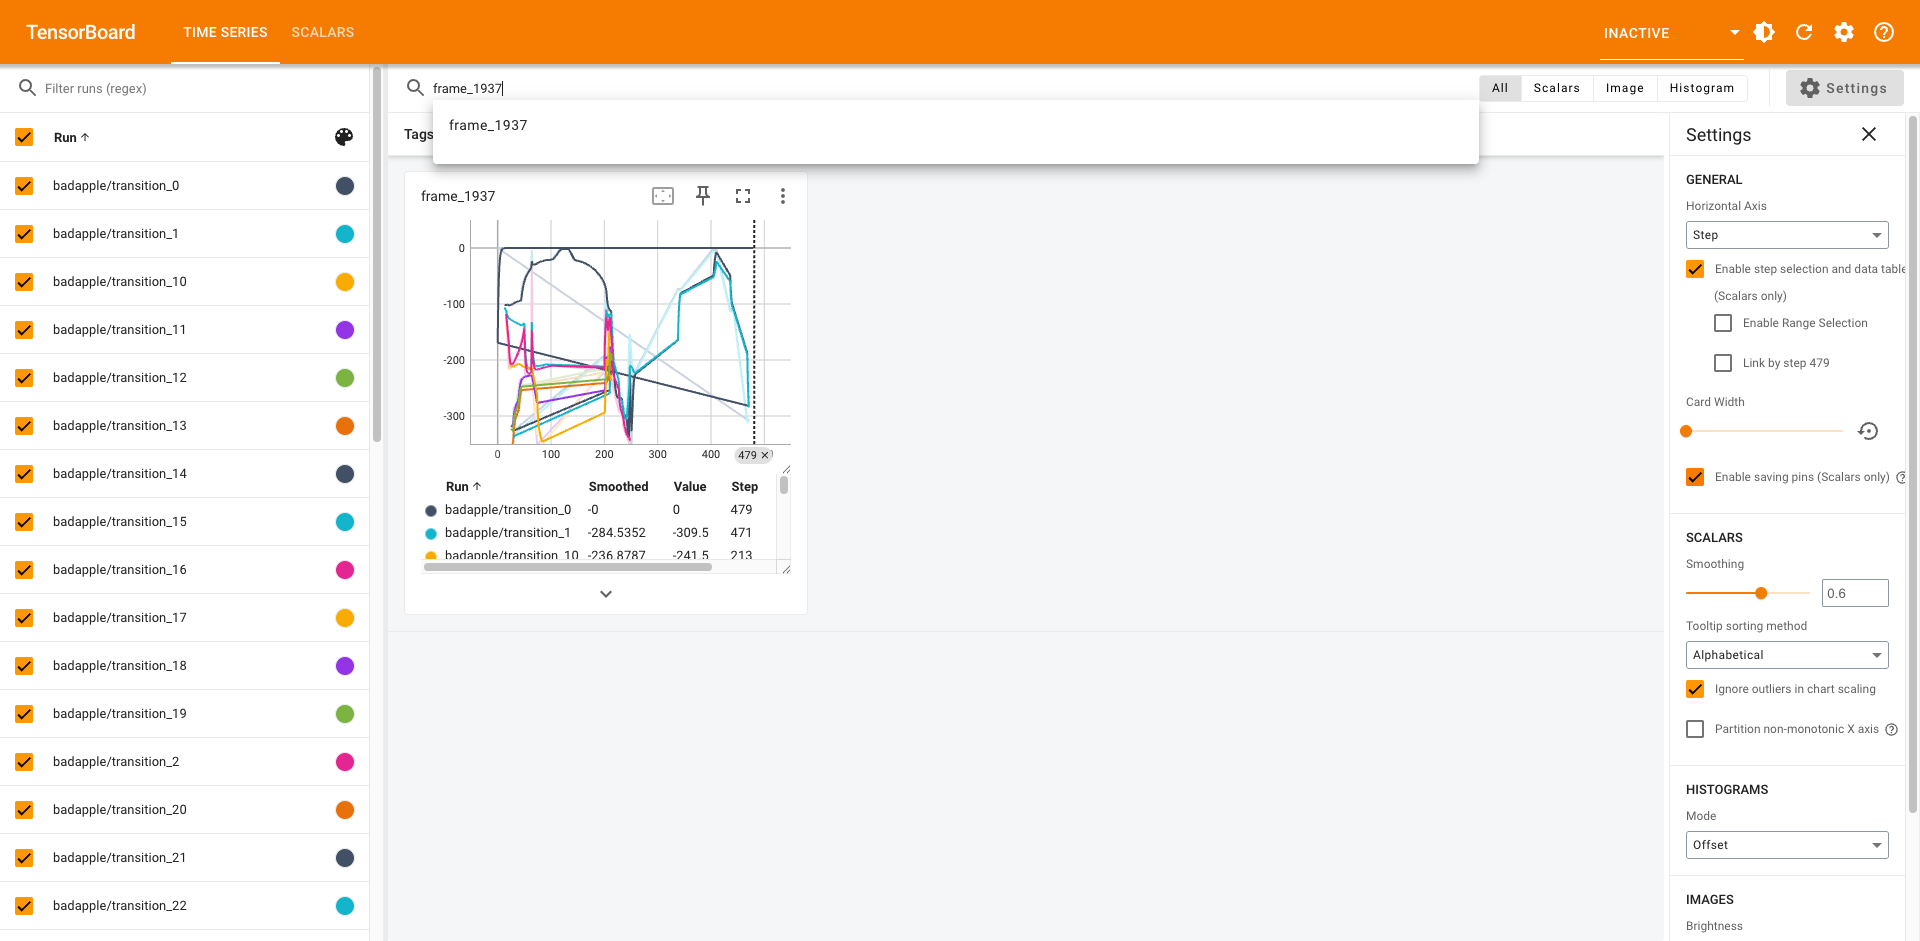 TensorBoard
TIME SERIES
SCALARS
INACTIVE
Filter runs (regex)
Run
badapple/transition_0
badapple/transition_1
badapple/transition_10
badapple/transition_11
badapple/transition_12
badapple/transition_13
badapple/transition_14
badapple/transition_15
badapple/transition_16
badapple/transition_17
badapple/transition_18
badapple/transition_19
badapple/transition_2
badapple/transition_20
badapple/transition_21
badapple/transition_22
frame_1937
frame_1937
All
Scalars
Image
Histogram
Settings
Tags
frame_1937
0
-100
-200
-300
0
100
200
300
400
479
Run Smoothed Value Step
badapple/transition_0 -0 0 479
badapple/transition_1 -284.5352 -309.5 471
badapple/transition_10 -236.8787 -241.5 213
Settings
GENERAL
Horizontal Axis
Step
Enable step selection and data table
(Scalars only)
Enable Range Selection
Link by step 479
Card Width
Enable saving pins (Scalars only)
SCALARS
Smoothing
0.6
Tooltip sorting method
Alphabetical
Ignore outliers in chart scaling
Partition non-monotonic X axis
HISTOGRAMS
Mode
Offset
IMAGES
Brightness